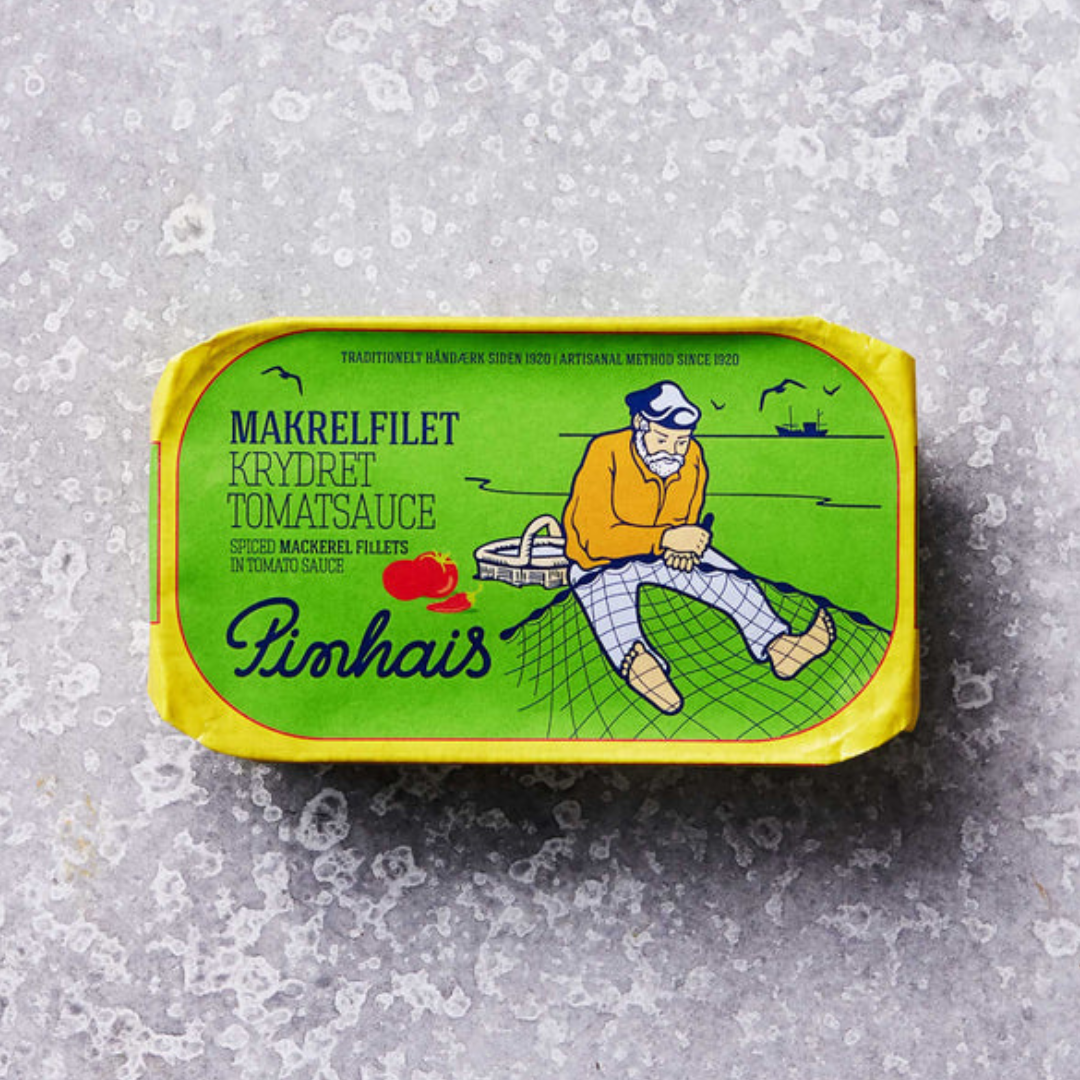 TRADITIONELT HÅNDÆRK SIDEN 1920 | ARTISANAL METHOD SINCE 1920
MAKRELFILET
KRYDRET
TOMATSAUCE
SPICED MACKEREL FILLETS
IN TOMATO SAUCE
Pinhais